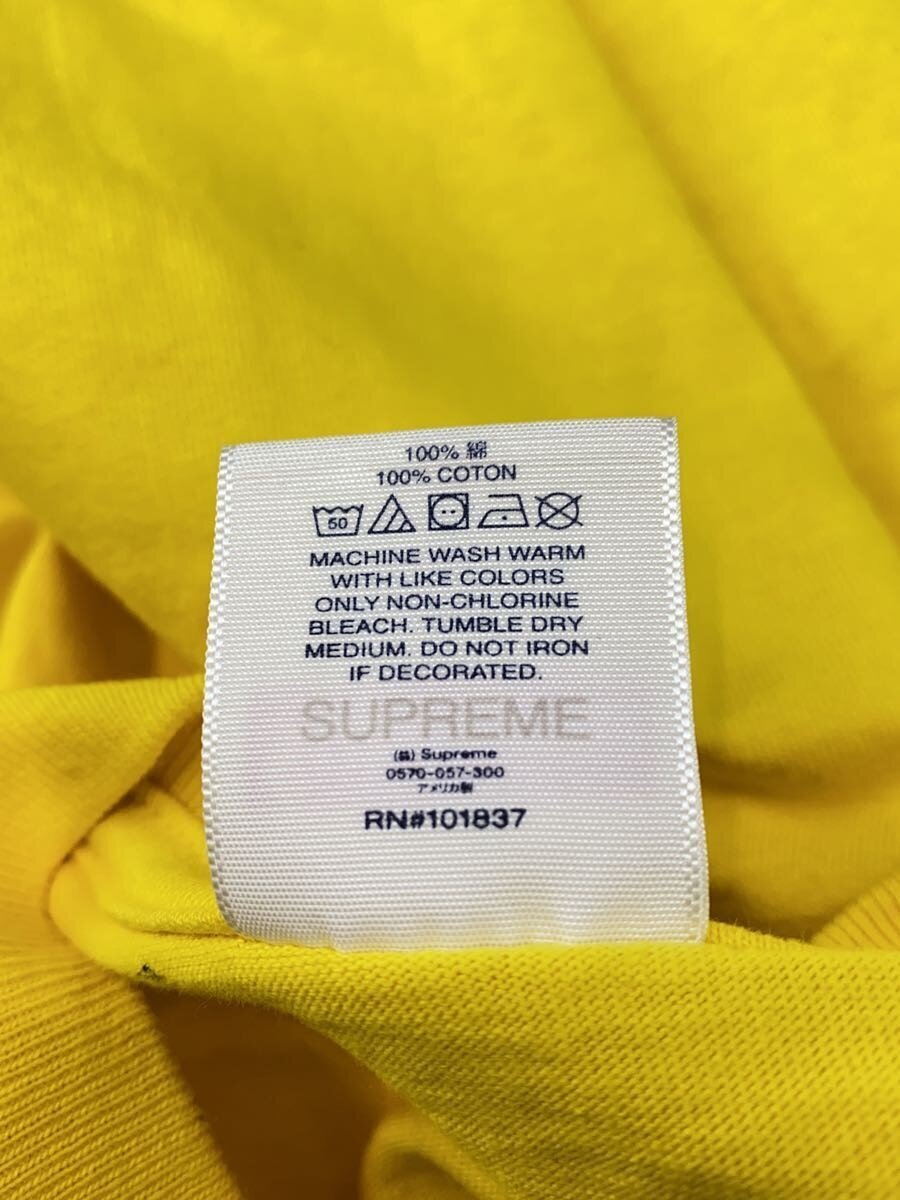 100% 綿
100% COTON
50
MACHINE WASH WARM
WITH LIKE COLORS
ONLY NON-CHLORINE
BLEACH. TUMBLE DRY
MEDIUM. DO NOT IRON
IF DECORATED.
SUPREME
Supreme
0570-057-300
アメリカ製
RN#101837